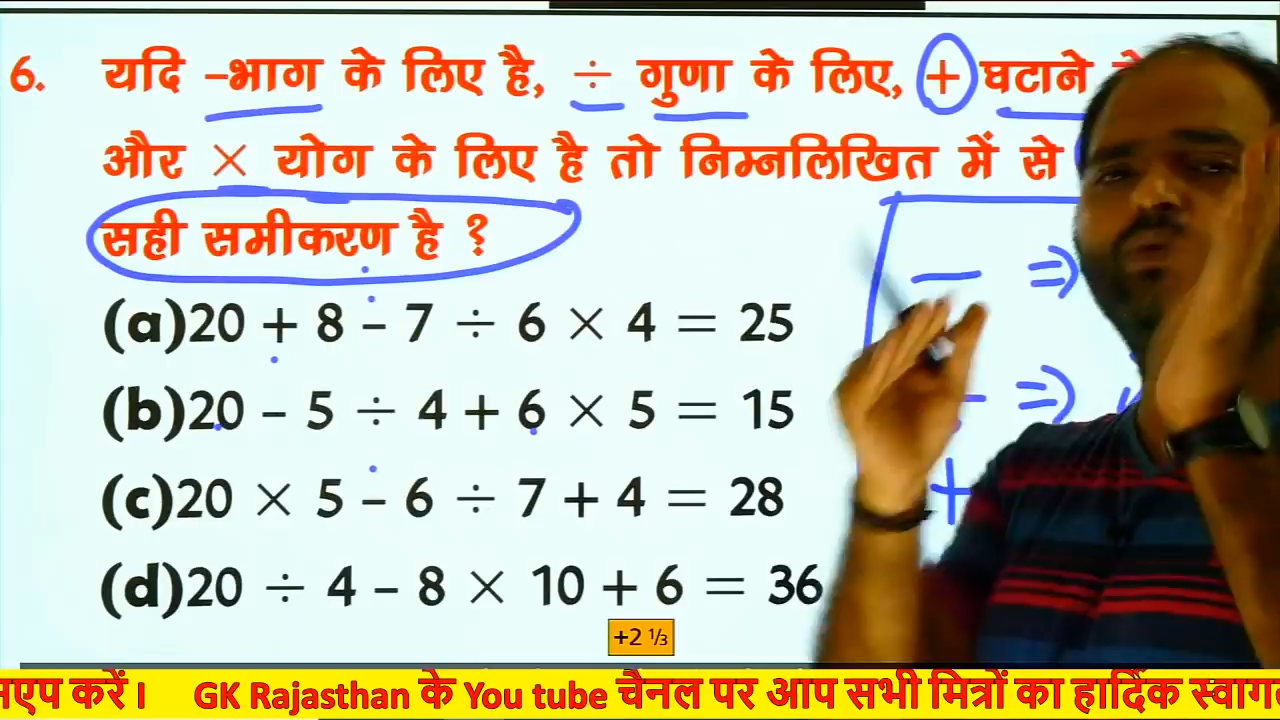 6. यदि –भाग के लिए है, ÷ गुणा के लिए, + घटाने
और × योग के लिए है तो निम्नलिखित में से
सही समीकरण है ?
(a)20 + 8 – 7 ÷ 6 × 4 = 25
(b)20 – 5 ÷ 4 + 6 × 5 = 15
(c)20 × 5 – 6 ÷ 7 + 4 = 28
(d)20 ÷ 4 – 8 × 10 + 6 = 36
– ⇒
⇒
+
+2 ⅓
करें। GK Rajasthan के You tube चैनल पर आप सभी मित्रों का हार्दिक